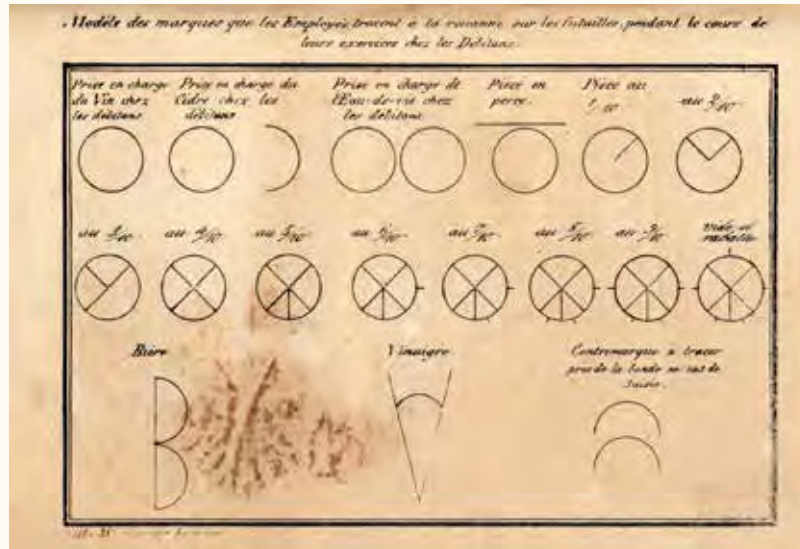 Modèle des marques que les Employés tracent à la rouanne sur les futailles, pendant le cours de
leurs exercices chez les Débitans.
Prise en charge
du Vin chez
les débitans
Prise en charge du
Cidre chez les
débitans
Prise en charge de
l'Eau-de-vie chez
les débitans
Pièce en
perce.
Pièce au
1/10
au 2/10
au 3/10
au 4/10
au 5/10
au 6/10
au 7/10
au 8/10
au 9/10
vide et
Bière
Vinaigre
Contremarque à tracer
près de la bonde en cas de
Saisie.